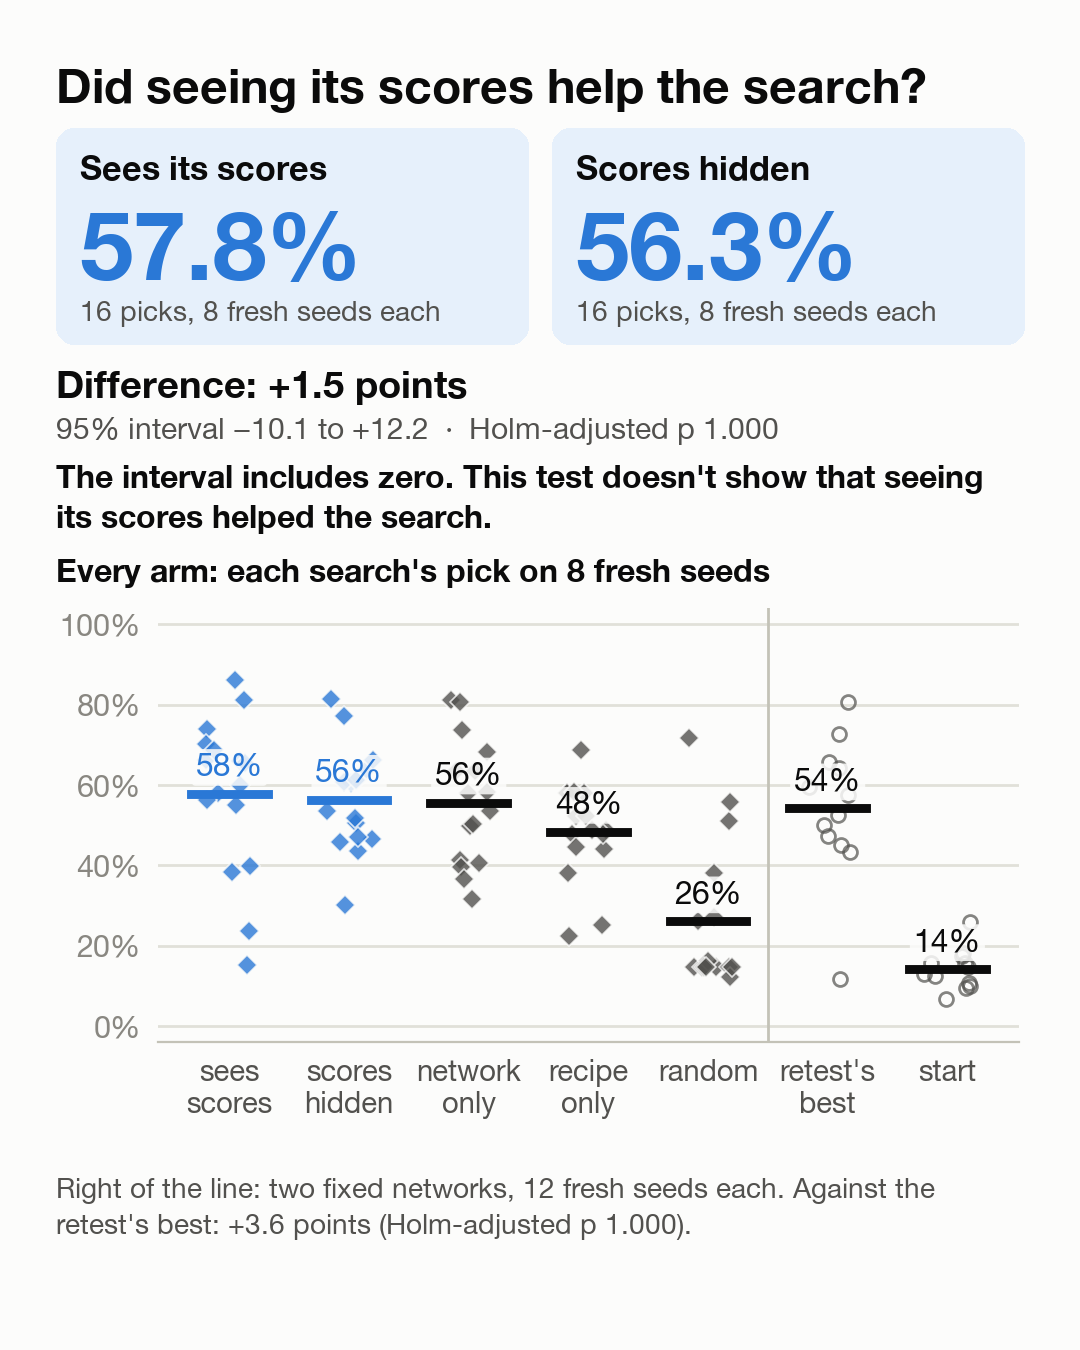 Did seeing its scores help the search?
Sees its scores
57.8%
16 picks, 8 fresh seeds each
Scores hidden
56.3%
16 picks, 8 fresh seeds each
Difference: +1.5 points
95% interval −10.1 to +12.2 · Holm-adjusted p 1.000
The interval includes zero. This test doesn't show that seeing
its scores helped the search.
Every arm: each search's pick on 8 fresh seeds
100%
80%
60%
40%
20%
0%
58%
56%
56%
48%
26%
54%
14%
sees
scores
scores
hidden
network
only
recipe
only
random
retest's
best
start
Right of the line: two fixed networks, 12 fresh seeds each. Against the
retest's best: +3.6 points (Holm-adjusted p 1.000).